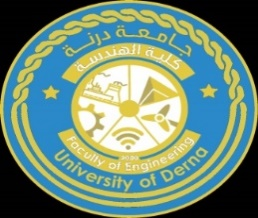 جامعة درنة
كلية الهندسة
Faculty of Engineering
University of Derna